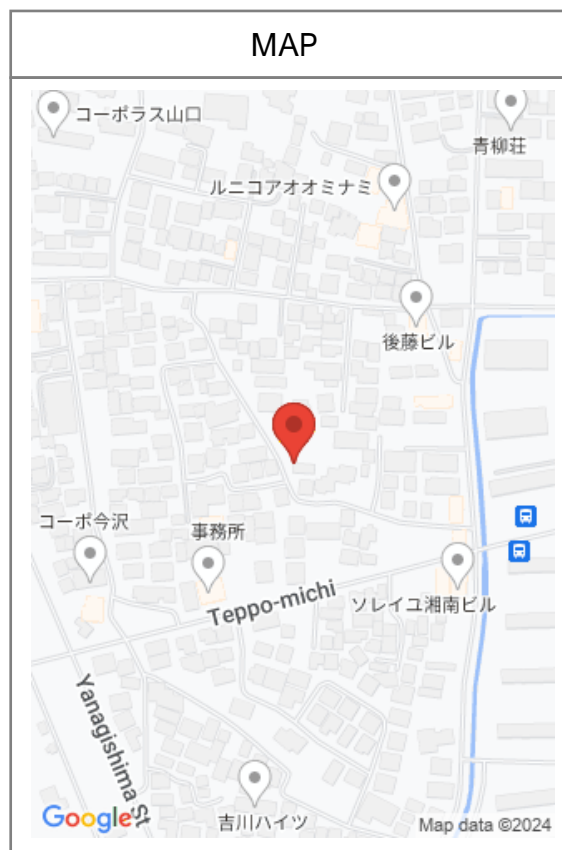 MAP
コーポラス山口
青柳荘
ルニコアオオミナミ
後藤ビル
コーポ今沢
事務所
Teppo-michi
ソレイユ湘南ビル
Yanagishima St
吉川ハイツ
Google
Map data ©2024